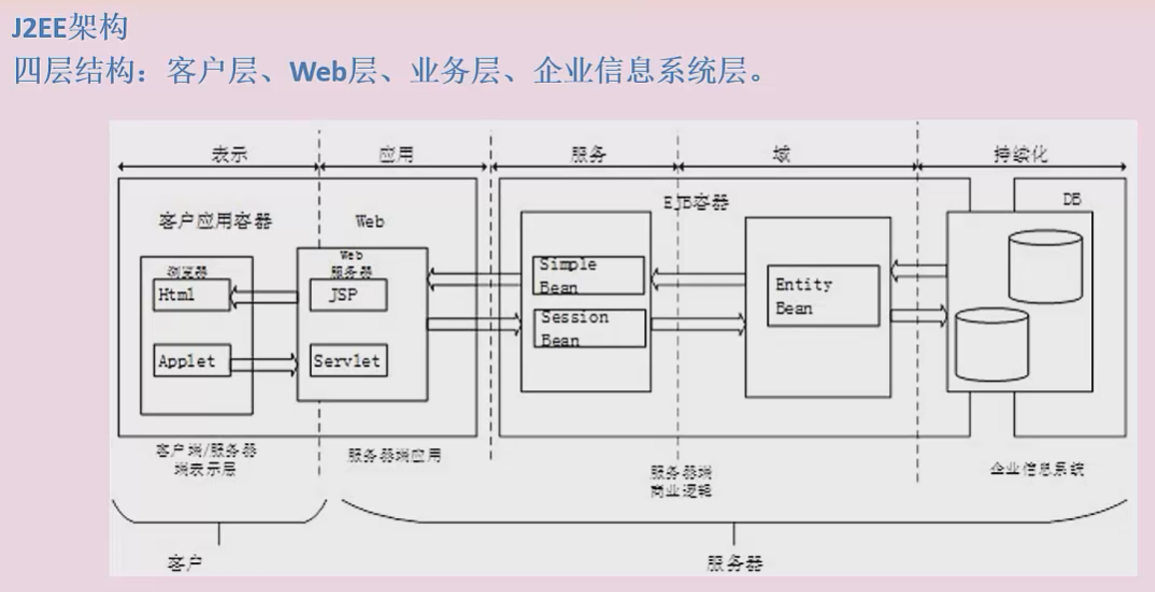 J2EE架构
四层结构：客户层、Web层、业务层、企业信息系统层。
表示
应用
服务
域
持续化
客户应用容器
Web
EJB容器
DB
浏览器
Html
Applet
Web
服务器
JSP
Servlet
Simple
Bean
Session
Bean
Entity
Bean
客户端/服务器
端表示层
服务器端应用
服务器端
商业逻辑
企业信息系统
客户
服务器